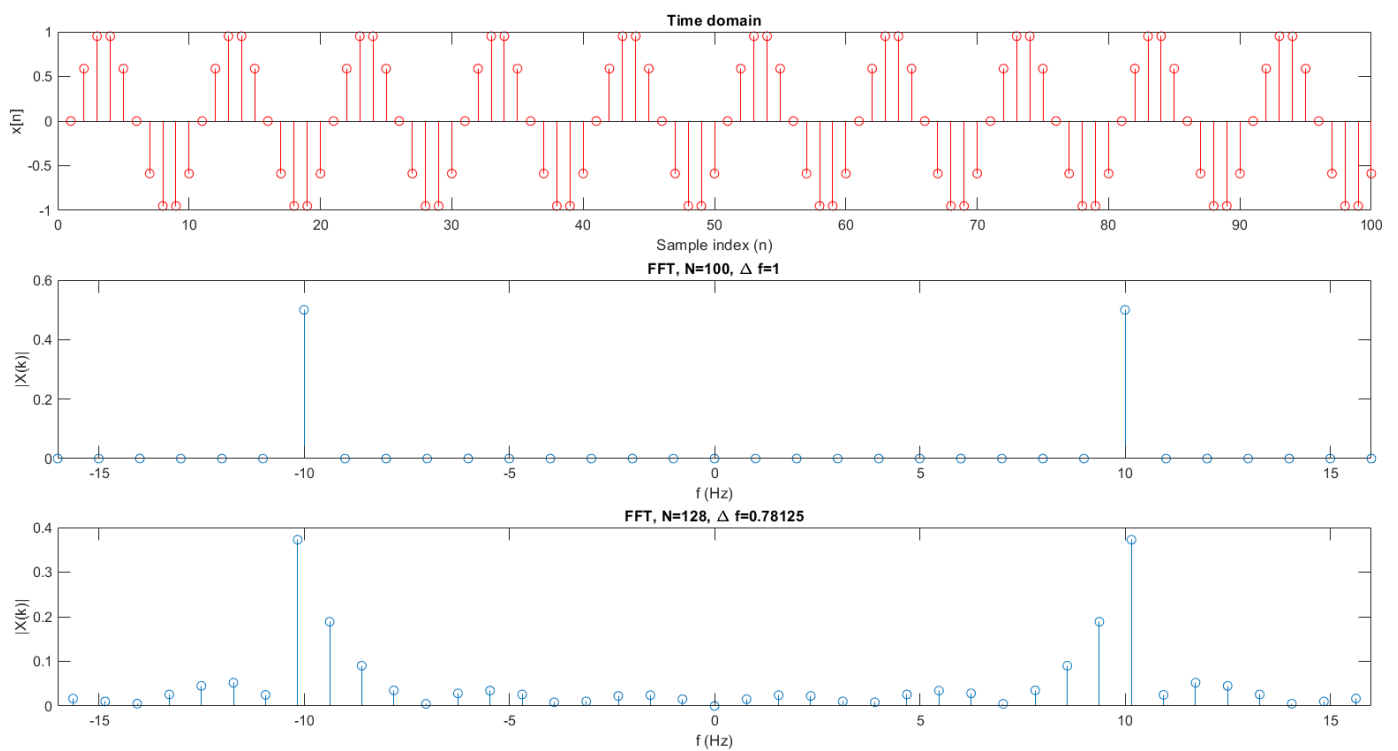 Time domain
1
0.5
0
-0.5
-1
x[n]
0 10 20 30 40 50 60 70 80 90 100
Sample index (n)
FFT, N=100, Δ f=1
0.6
0.4
0.2
0
|X(k)|
-15 -10 -5 0 5 10 15
f (Hz)
FFT, N=128, Δ f=0.78125
0.4
0.3
0.2
0.1
0
|X(k)|
-15 -10 -5 0 5 10 15
f (Hz)